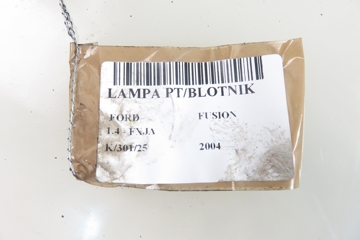 LAMPA PT/BLOTNIK
FORD FUSION
1.4 - FXJA
K/301/25 2004